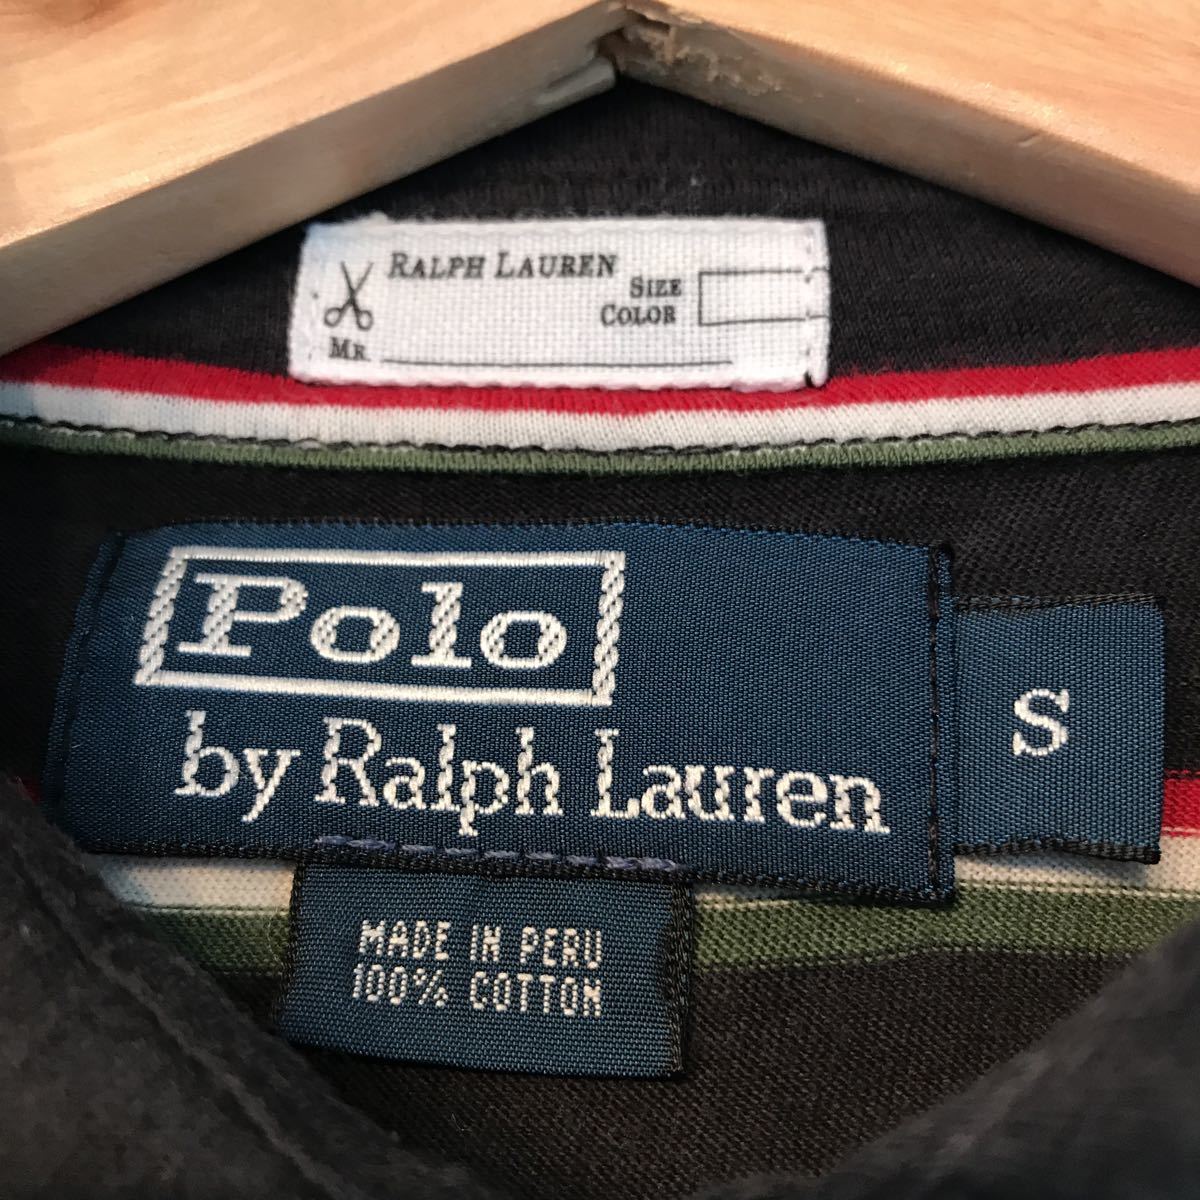 RALPH LAUREN
SIZE
COLOR
MR.
Polo
by Ralph Lauren
S
MADE IN PERU
100% COTTON